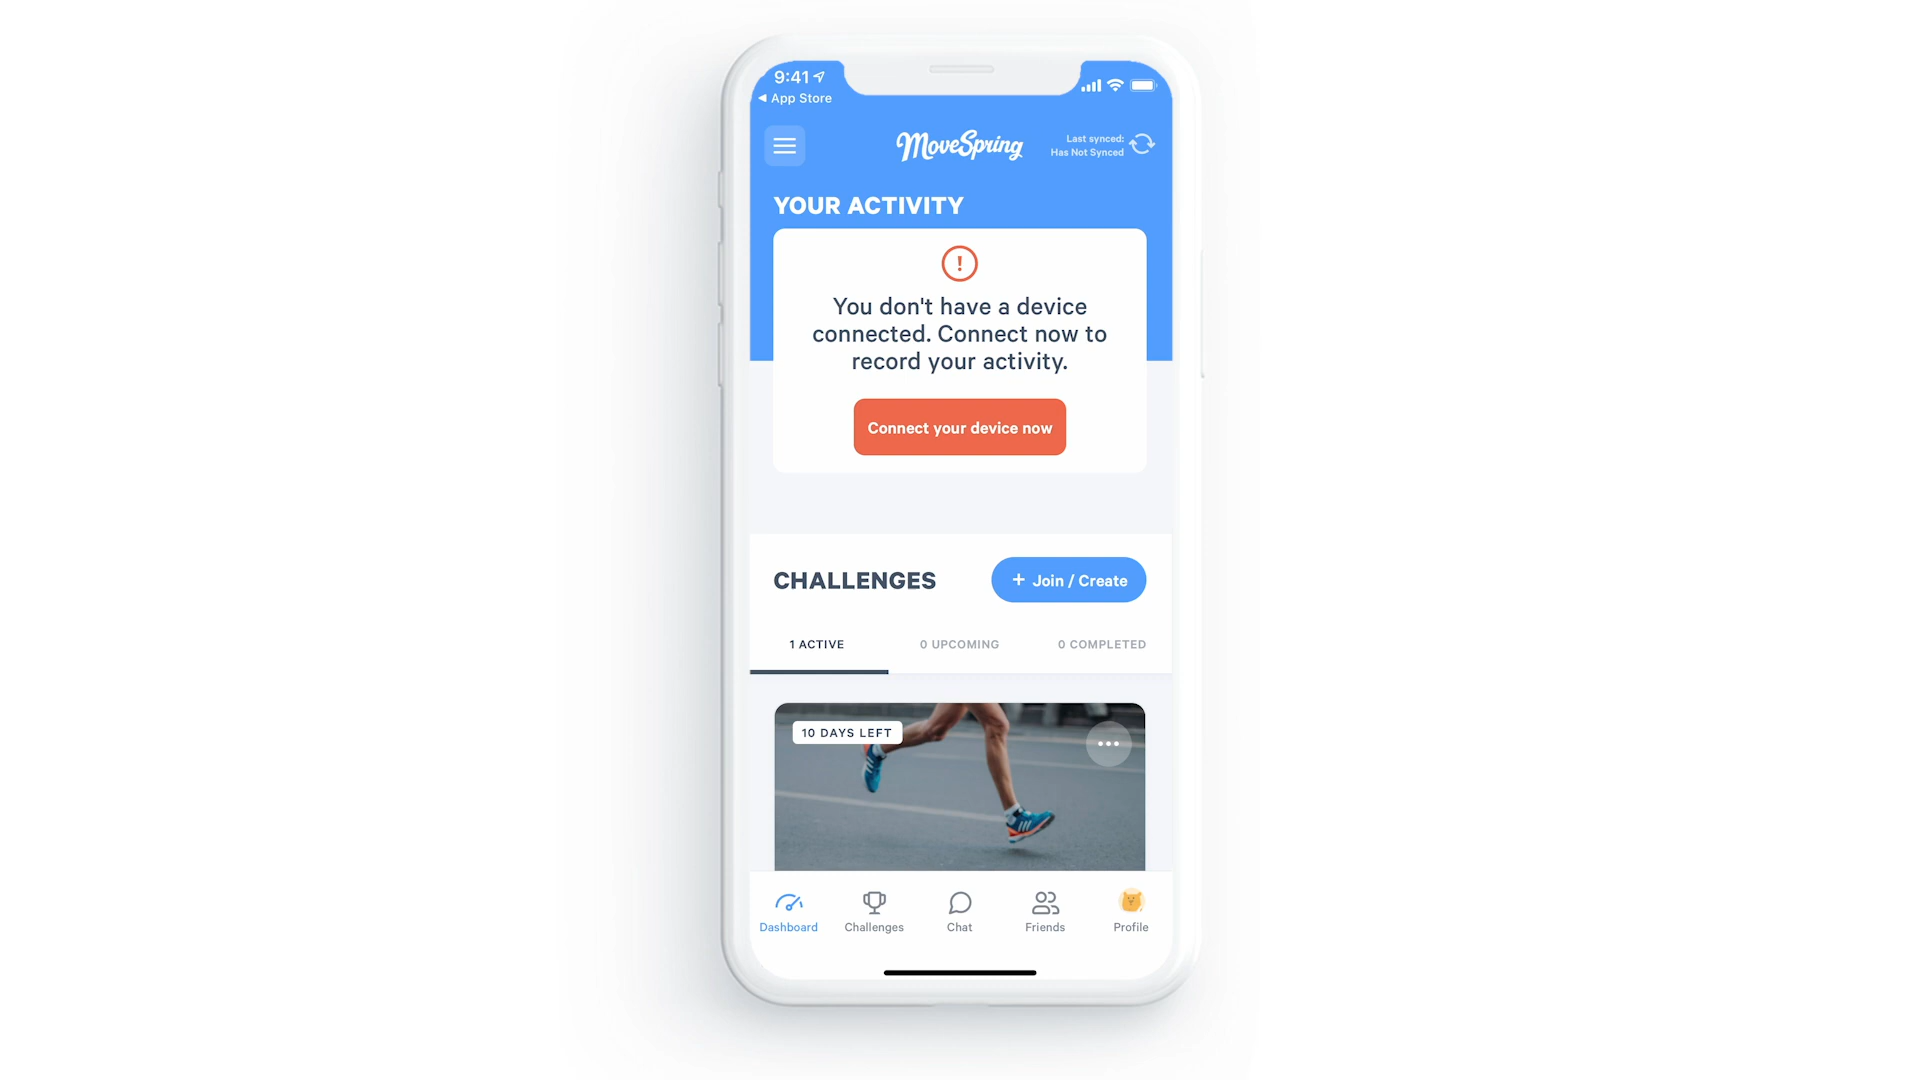 9:41
App Store
MoveSpring
Last synced:
Has Not Synced
YOUR ACTIVITY
You don't have a device
connected. Connect now to
record your activity.
Connect your device now
CHALLENGES
+ Join / Create
1 ACTIVE
0 UPCOMING
0 COMPLETED
10 DAYS LEFT
Dashboard
Challenges
Chat
Friends
Profile